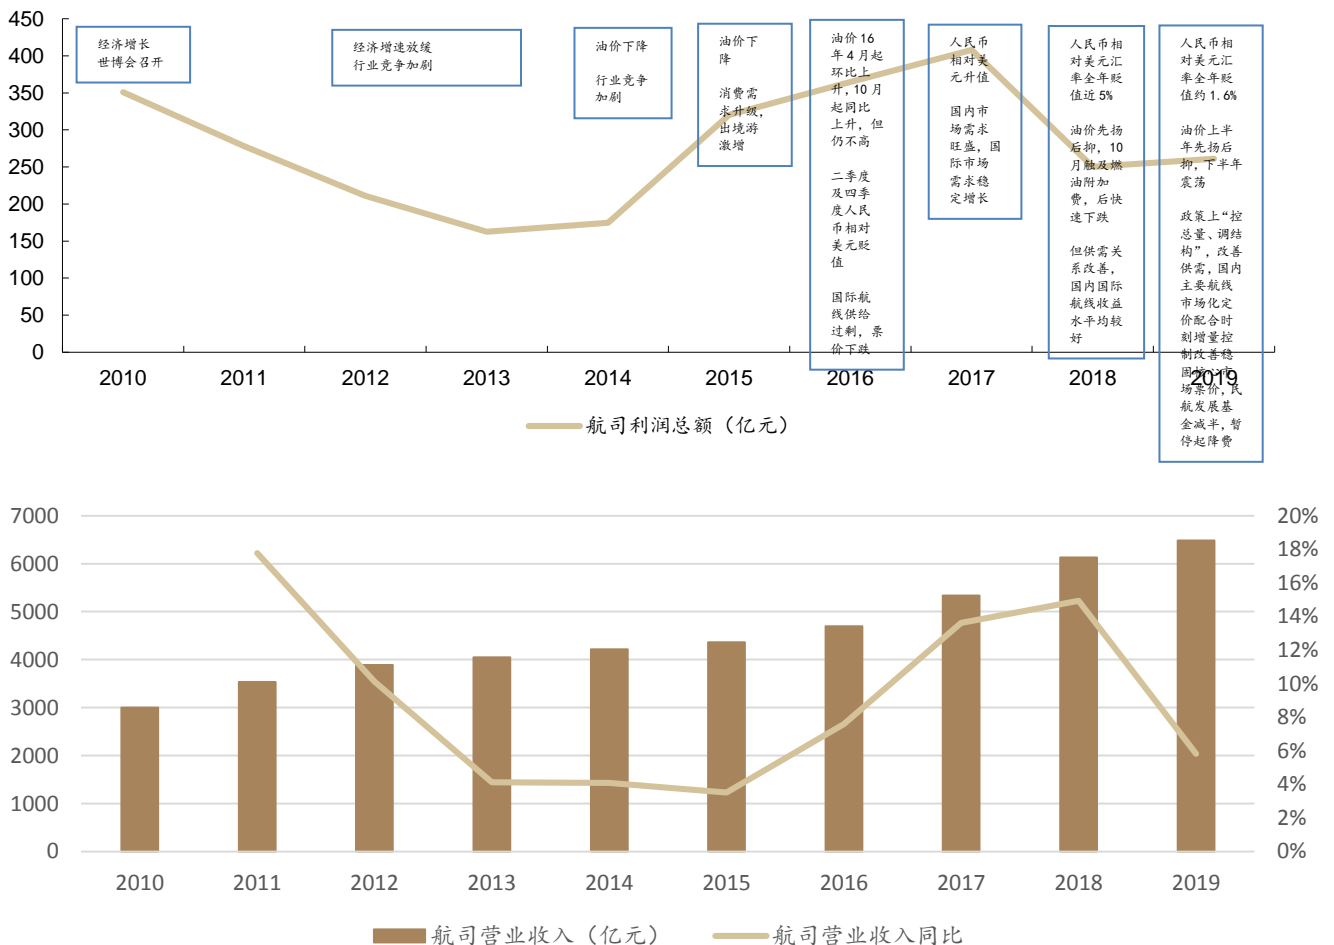 450
400
350
300
250
200
150
100
50
0
经济增长
世博会召开
经济增速放缓
行业竞争加剧
油价下降
行业竞争
加剧
油价下
降
消费需
求升级，
出境游
激增
油价16
年4月起
环比上
升，10月
起同比
上升，但
仍不高
二季度
及四季
度人民
币相对
美元贬
值
国际航
线供给
过剩，票
价下跌
人民币
相对美
元升值
国内市
场需求
旺盛，国
际市场
需求稳
定增长
人民币相
对美元汇
率全年贬
值近5%
油价先扬
后抑，10
月触及燃
油附加
费，后快
速下跌
但供需关
系改善，
国内国际
航线收益
水平均较
好
人民币相
对美元汇
率全年贬
值约1.6%
油价上半
年先扬后
抑，下半年
震荡
政策上“控
总量、调结
构”，改善
供需，国内
主要航线
市场化定
价配合时
刻增量控
制改善稳
固核心市
场票价，民
航发展基
金减半，暂
停起降费
2010 2011 2012 2013 2014 2015 2016 2017 2018 2019
航司利润总额（亿元）
7000
6000
5000
4000
3000
2000
1000
0
20%
18%
16%
14%
12%
10%
8%
6%
4%
2%
0%
2010 2011 2012 2013 2014 2015 2016 2017 2018 2019
航司营业收入（亿元） 航司营业收入同比